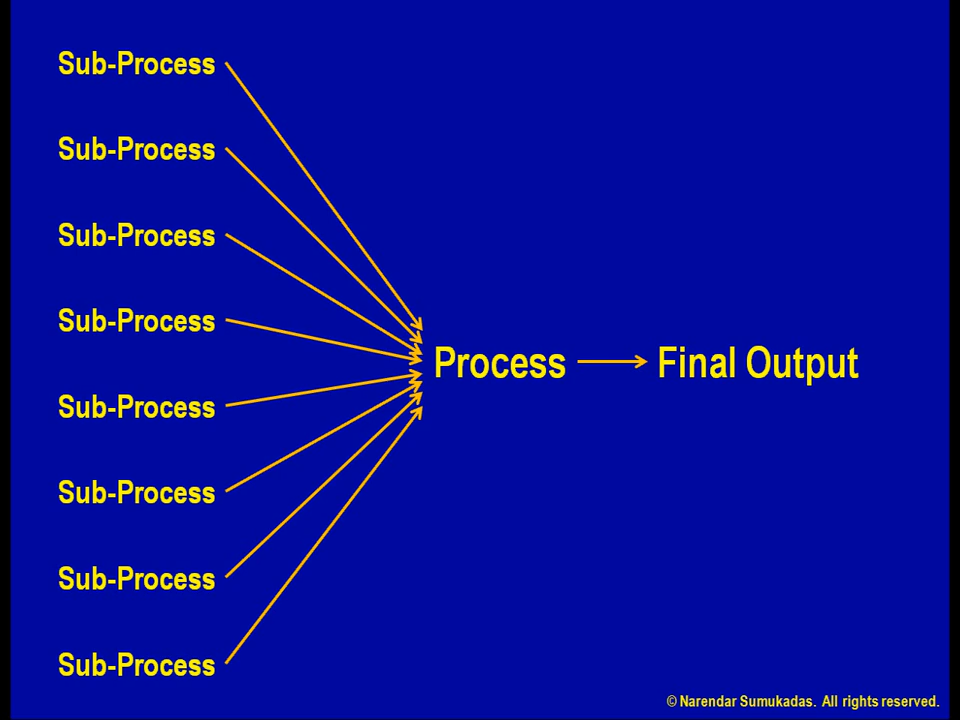 Sub-Process
Sub-Process
Sub-Process
Sub-Process
Process Final Output
Sub-Process
Sub-Process
Sub-Process
Sub-Process
© Narendar Sumukadas. All rights reserved.